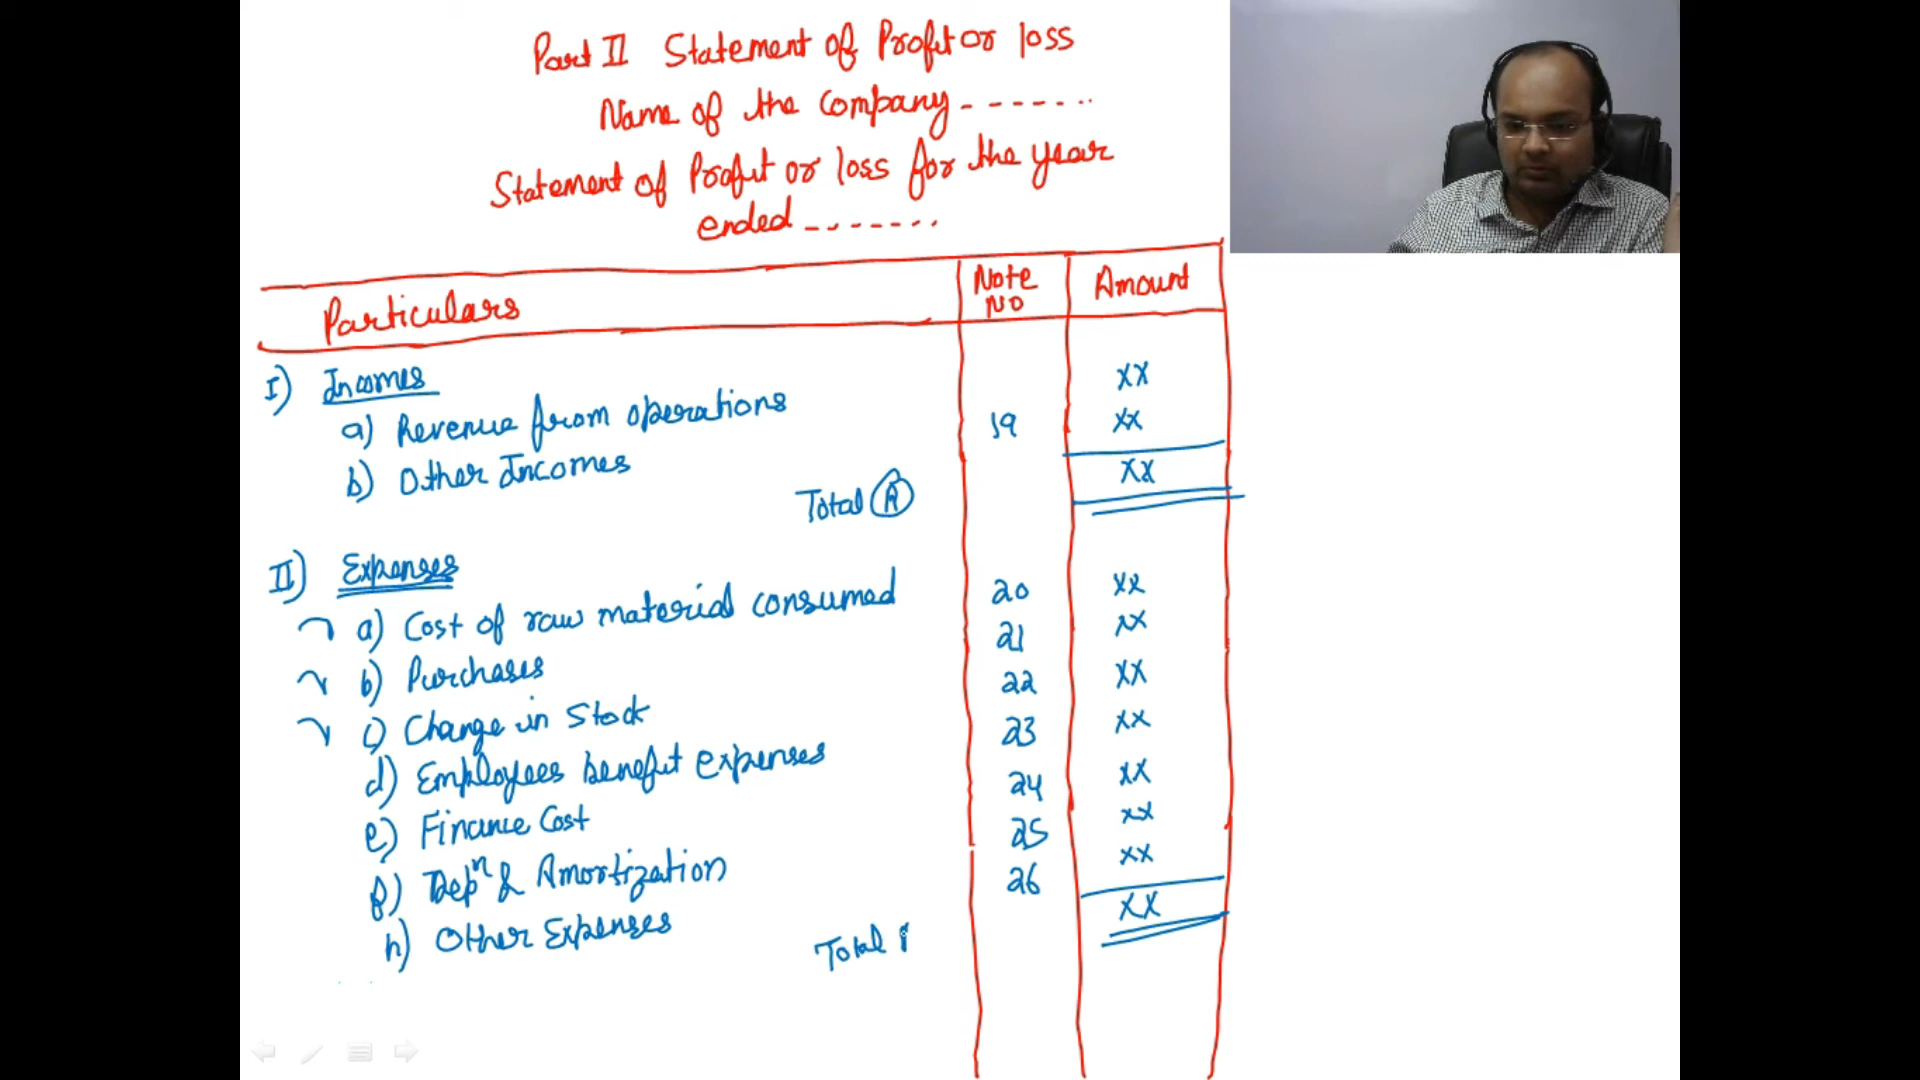 Part II Statement of Profit or loss
Name of the company -------
Statement of Profit or loss for the year
ended -------
Particulars Note No Amount
I) Incomes XX
a) Revenue from operations 19 XX
b) Other Incomes XX
Total A
II) Expenses
a) Cost of raw material consumed 20 XX
b) Purchases 21 XX
c) Change in Stock 22 XX
d) Employees benefit expenses 23 XX
e) Finance Cost 24 XX
f) Depn & Amortization 25 XX
h) Other Expenses 26 XX
Total XX